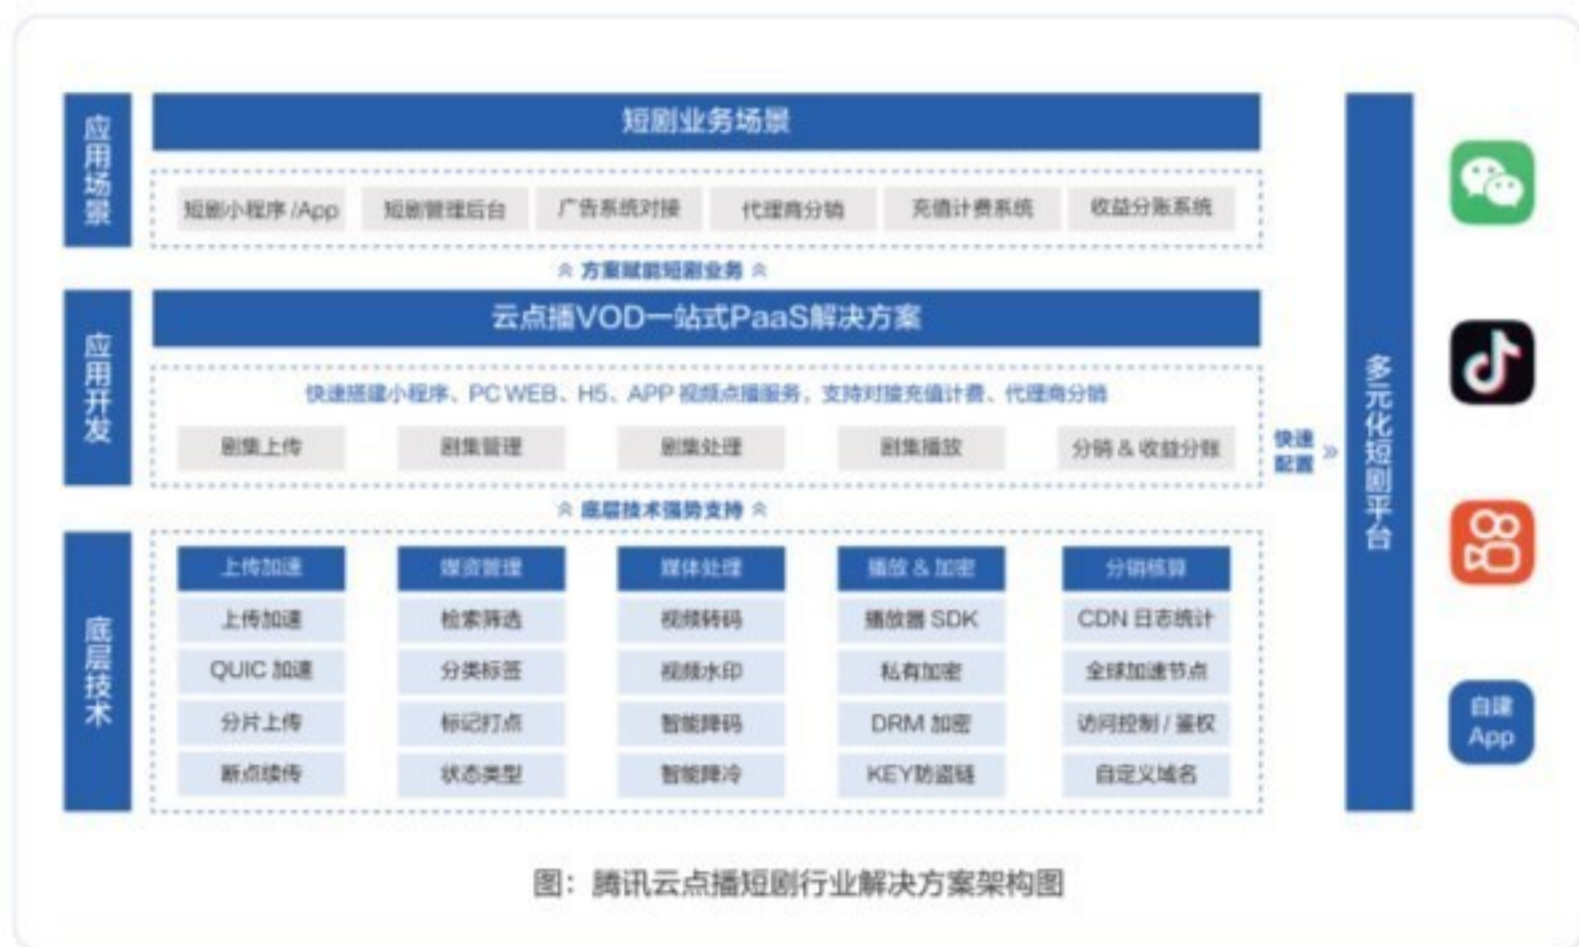 应用场景
短剧业务场景
短剧小程序 /App
短剧管理后台
广告系统对接
代理商分销
充值计费系统
收益分账系统
方案赋能短剧业务
应用开发
云点播VOD一站式PaaS解决方案
快速搭建小程序、PC WEB、H5、APP 视频点播服务，支持对接充值计费、代理商分销
剧集上传
剧集管理
剧集处理
剧集播放
分销 & 收益分账
底层技术强势支持
底层技术
上传加速
媒资管理
媒体处理
播放 & 加密
分销核算
上传加速
检索筛选
视频转码
播放器 SDK
CDN 日志统计
QUIC 加速
分类标签
视频水印
私有加密
全球加速节点
分片上传
标记打点
智能降码
DRM 加密
访问控制 / 鉴权
断点续传
状态类型
智能降冷
KEY防盗链
自定义域名
快速
配置
多元化短剧平台
自建
App
图：腾讯云点播短剧行业解决方案架构图